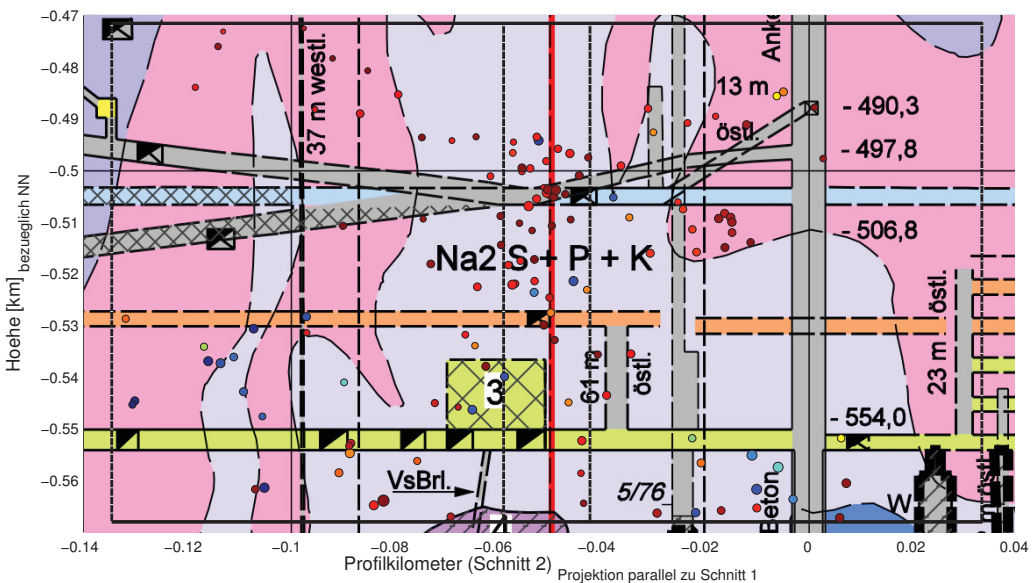 −0.47
−0.48
−0.49
−0.5
−0.51
−0.52
−0.53
−0.54
−0.55
−0.56
Hoehe [km] bezueglich NN
37 m westl.
13 m
östl.
- 490,3
- 497,8
- 506,8
Na2 S + P + K
61 m
östl.
23 m östl.
3
- 554,0
VsBrl.
5/76
Beton
W
4
−0.14
−0.12
−0.1
−0.08
−0.06
−0.04
−0.02
0
0.02
0.04
Profilkilometer (Schnitt 2) Projektion parallel zu Schnitt 1